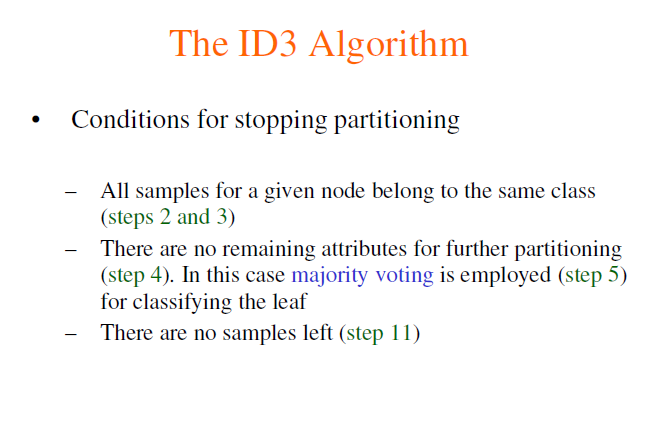 The ID3 Algorithm
• Conditions for stopping partitioning
– All samples for a given node belong to the same class
(steps 2 and 3)
– There are no remaining attributes for further partitioning
(step 4). In this case majority voting is employed (step 5)
for classifying the leaf
– There are no samples left (step 11)